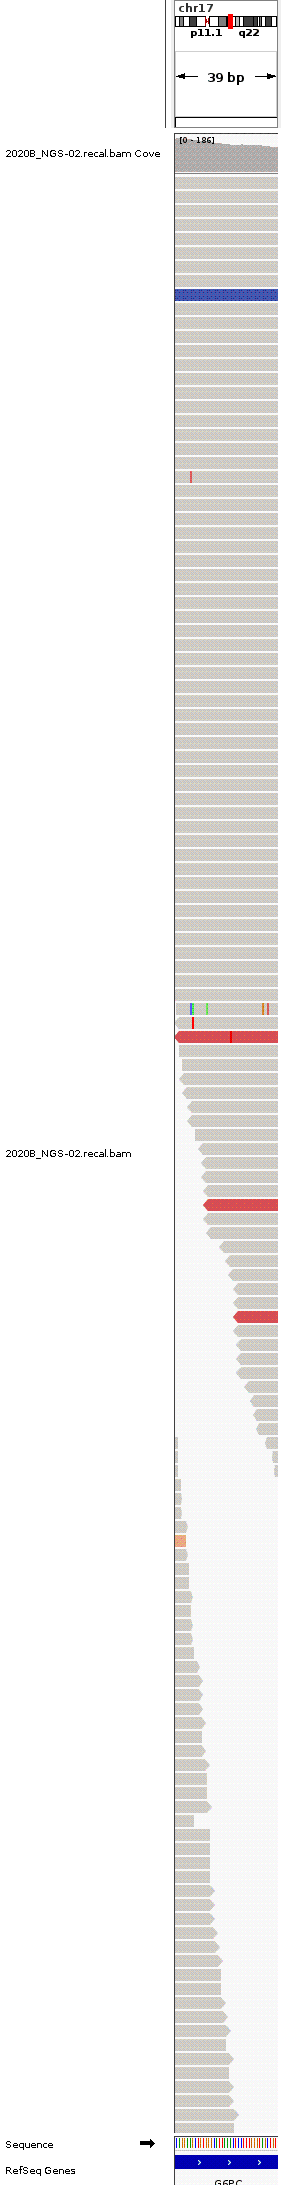 chr17
p11.1 q22
39 bp
[0 - 186]
2020B_NGS-02.recal.bam Cove
2020B_NGS-02.recal.bam
Sequence
RefSeq Genes
G6PC